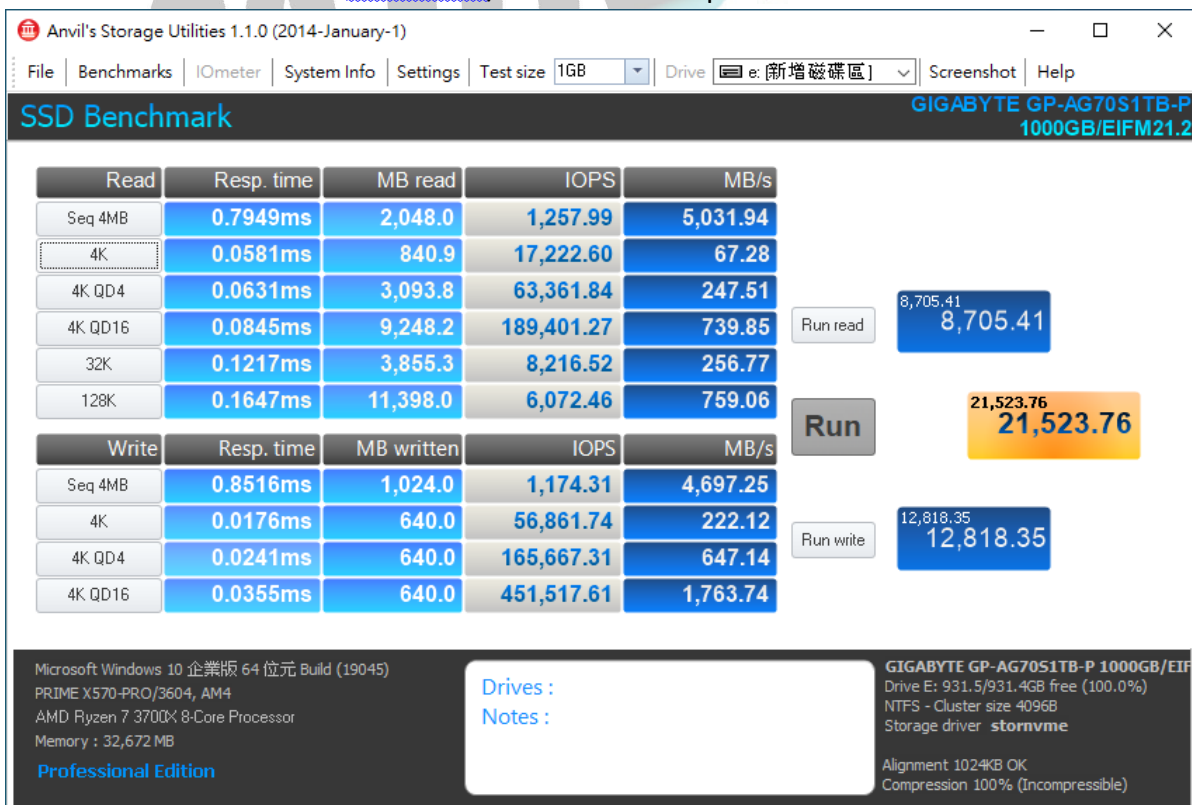 Anvil's Storage Utilities 1.1.0 (2014-January-1)
File Benchmarks IOmeter System Info Settings Test size 1GB Drive e: [新增磁碟區] Screenshot Help
SSD Benchmark
GIGABYTE GP-AG70S1TB-P
1000GB/EIFM21.2
Read Resp. time MB read IOPS MB/s
Seq 4MB 0.7949ms 2,048.0 1,257.99 5,031.94
4K 0.0581ms 840.9 17,222.60 67.28
4K QD4 0.0631ms 3,093.8 63,361.84 247.51
4K QD16 0.0845ms 9,248.2 189,401.27 739.85
32K 0.1217ms 3,855.3 8,216.52 256.77
128K 0.1647ms 11,398.0 6,072.46 759.06
Run read
8,705.41
8,705.41
Run
21,523.76
21,523.76
Write Resp. time MB written IOPS MB/s
Seq 4MB 0.8516ms 1,024.0 1,174.31 4,697.25
4K 0.0176ms 640.0 56,861.74 222.12
4K QD4 0.0241ms 640.0 165,667.31 647.14
4K QD16 0.0355ms 640.0 451,517.61 1,763.74
Run write
12,818.35
12,818.35
Microsoft Windows 10 企業版 64 位元 Build (19045)
PRIME X570-PRO/3604, AM4
AMD Ryzen 7 3700X 8-Core Processor
Memory : 32,672 MB
Professional Edition
Drives :
Notes :
GIGABYTE GP-AG70S1TB-P 1000GB/EIF
Drive E: 931.5/931.4GB free (100.0%)
NTFS - Cluster size 4096B
Storage driver stornvme
Alignment 1024KB OK
Compression 100% (Incompressible)